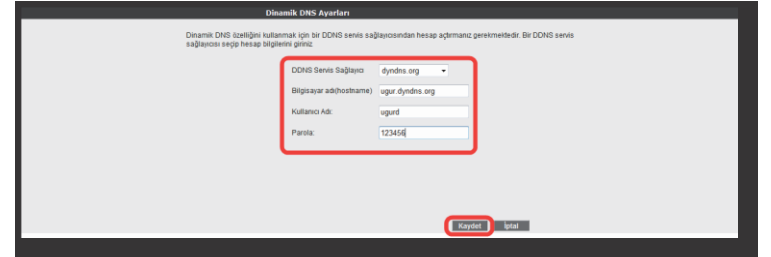 Dinamik DNS Ayarları
Dinamik DNS özelliğini kullanmak için bir DDNS servis sağlayıcısından hesap açtırmanız gerekmektedir. Bir DDNS servis
sağlayıcısı seçip hesap bilgilerini giriniz
DDNS Servis Sağlayıcı dyndns.org
Bilgisayar adı(hostname) ugur.dyndns.org
Kullanıcı Adı: ugurd
Parola: 123456
Kaydet İptal